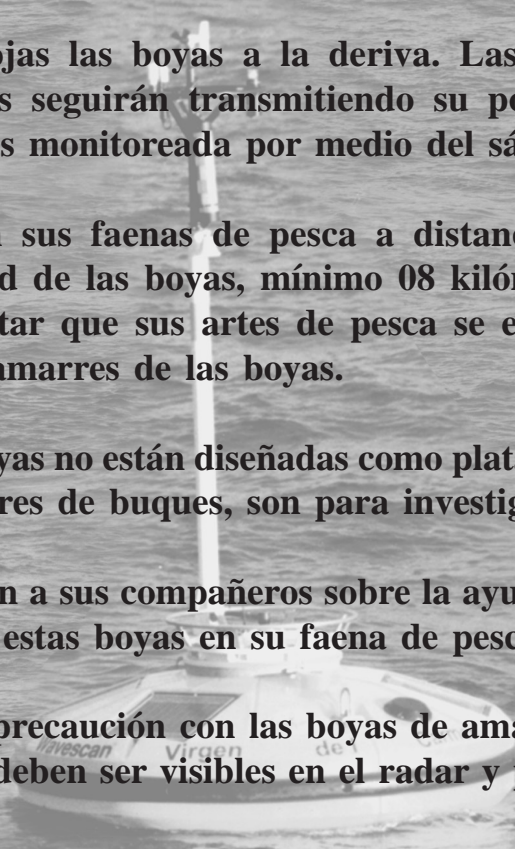 ojas las boyas a la deriva. Las
s seguirán transmitiendo su po
s monitoreada por medio del sá
sus faenas de pesca a distanc
d de las boyas, mínimo 08 kilón
tar que sus artes de pesca se e
amarres de las boyas.
yas no están diseñadas como plata
res de buques, son para investig
n a sus compañeros sobre la ayu
estas boyas en su faena de pesc
precaución con las boyas de ama
wavescan Virgen de
deben ser visibles en el radar y